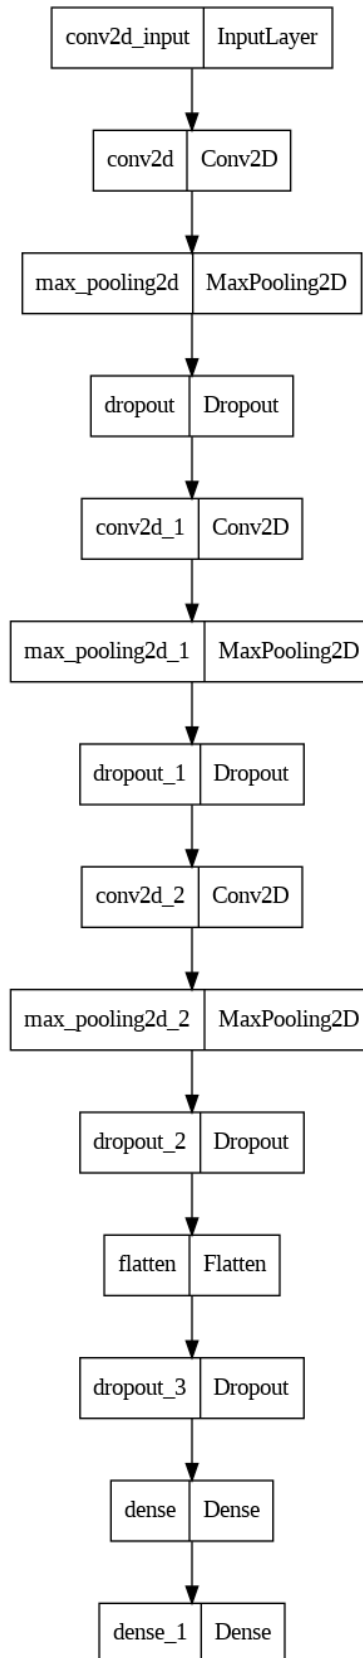 conv2d_input InputLayer
conv2d Conv2D
max_pooling2d MaxPooling2D
dropout Dropout
conv2d_1 Conv2D
max_pooling2d_1 MaxPooling2D
dropout_1 Dropout
conv2d_2 Conv2D
max_pooling2d_2 MaxPooling2D
dropout_2 Dropout
flatten Flatten
dropout_3 Dropout
dense Dense
dense_1 Dense